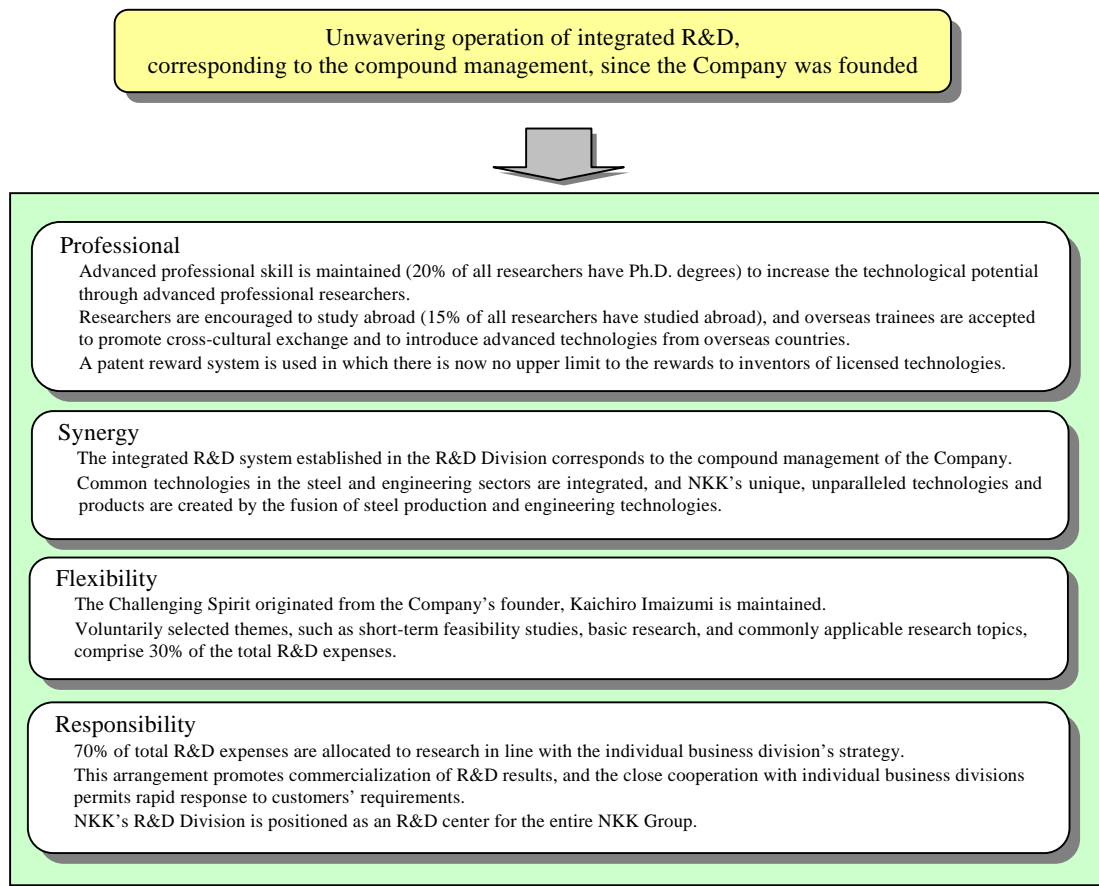 Unwavering operation of integrated R&D,
corresponding to the compound management, since the Company was founded
Professional
Advanced professional skill is maintained (20% of all researchers have Ph.D. degrees) to increase the technological potential
through advanced professional researchers.
Researchers are encouraged to study abroad (15% of all researchers have studied abroad), and overseas trainees are accepted
to promote cross-cultural exchange and to introduce advanced technologies from overseas countries.
A patent reward system is used in which there is now no upper limit to the rewards to inventors of licensed technologies.
Synergy
The integrated R&D system established in the R&D Division corresponds to the compound management of the Company.
Common technologies in the steel and engineering sectors are integrated, and NKK's unique, unparalleled technologies and
products are created by the fusion of steel production and engineering technologies.
Flexibility
The Challenging Spirit originated from the Company's founder, Kaichiro Imaizumi is maintained.
Voluntarily selected themes, such as short-term feasibility studies, basic research, and commonly applicable research topics,
comprise 30% of the total R&D expenses.
Responsibility
70% of total R&D expenses are allocated to research in line with the individual business division's strategy.
This arrangement promotes commercialization of R&D results, and the close cooperation with individual business divisions
permits rapid response to customers' requirements.
NKK's R&D Division is positioned as an R&D center for the entire NKK Group.